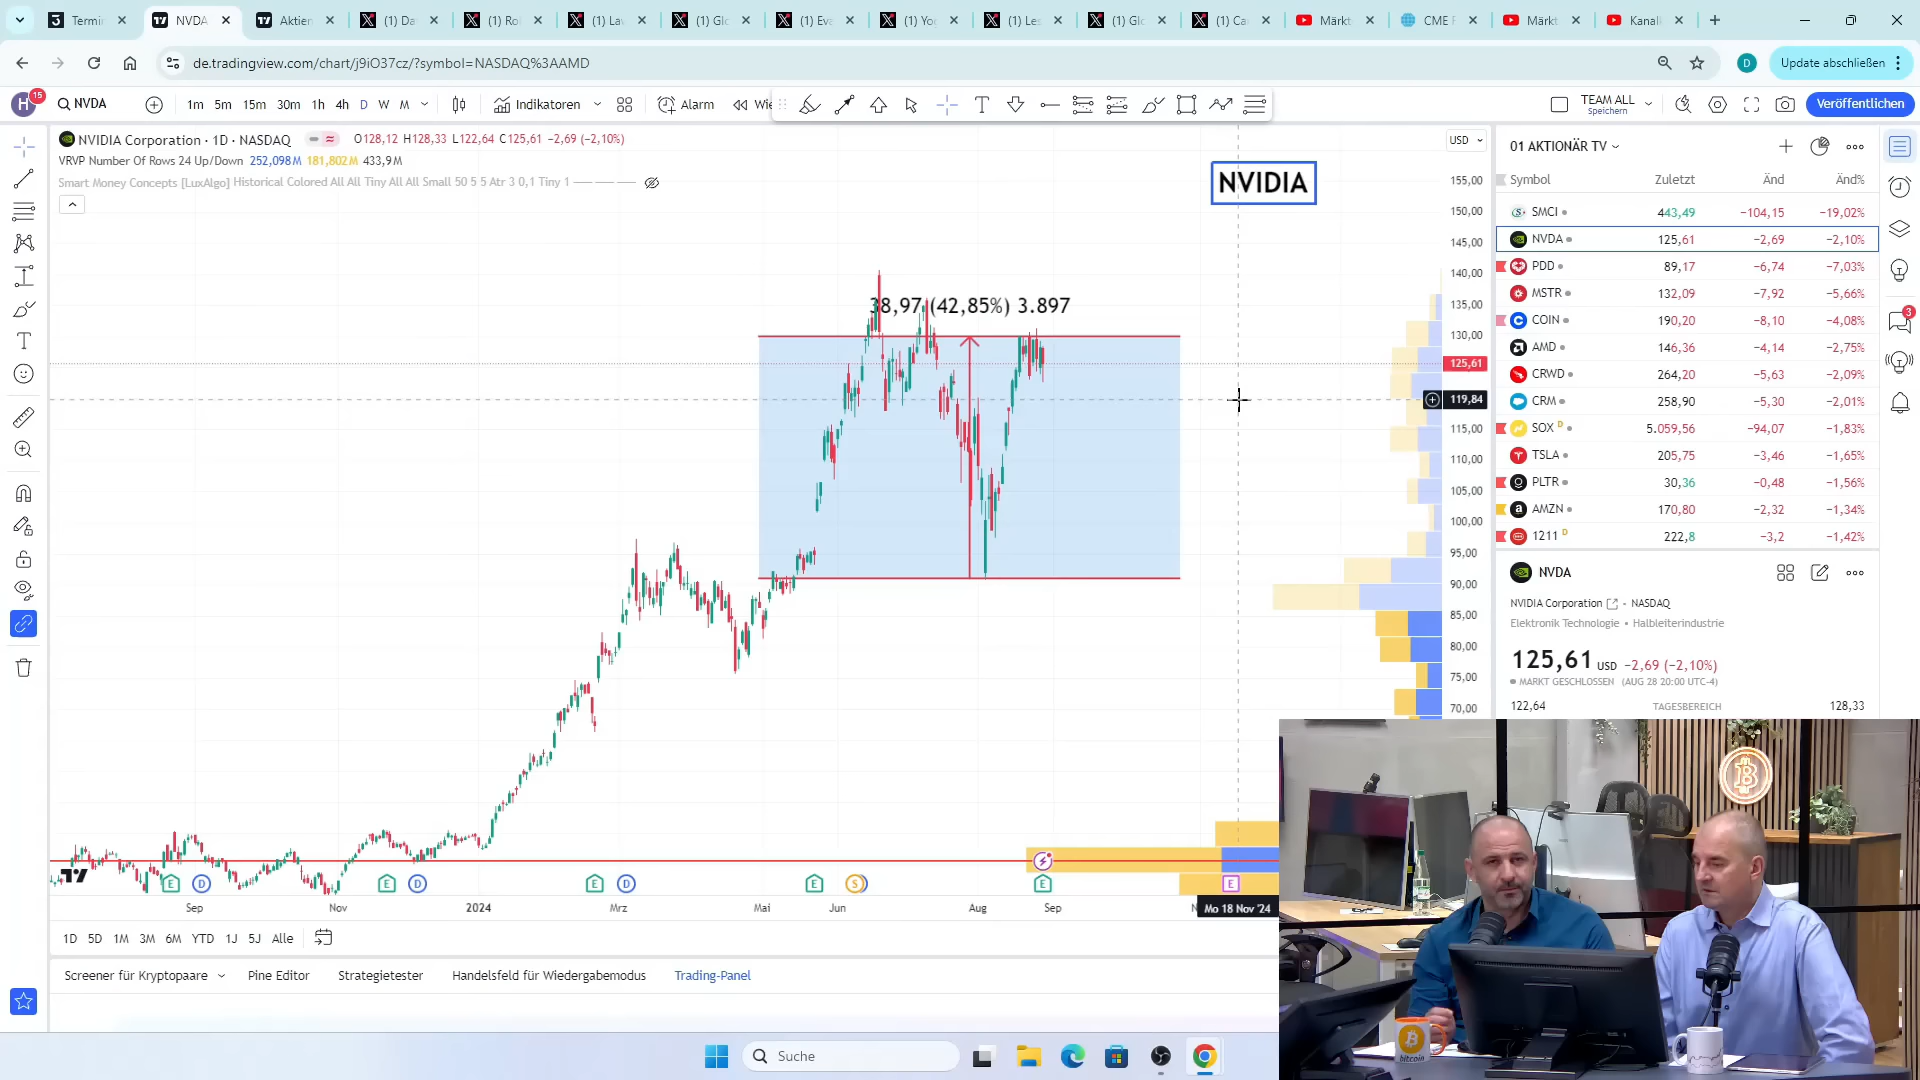 Termin
NVDA
Aktien
(1) Da
(1) Ro
(1) La
(1) Glo
(1) Eve
(1) You
(1) Les
(1) Glo
(1) Ca
Märkt
CME F
Märkt
Kanal
de.tradingview.com/chart/j9iO37cz/?symbol=NASDAQ%3AAMD
D
Update abschließen
H 15
NVDA
1m 5m 15m 30m 1h 4h D W M
Indikatoren
Alarm
Wie
TEAM ALL
Speichern
Veröffentlichen
NVIDIA Corporation · 1D · NASDAQ
O128,12 H128,33 L122,64 C125,61 −2,69 (−2,10%)
VRVP Number Of Rows 24 Up/Down 252,098M 181,802M 433,9M
Smart Money Concepts [LuxAlgo] Historical Colored All All Tiny All All Small 50 5 5 Atr 3 0,1 Tiny 1
NVIDIA
38,97 (42,85%) 3.897
USD
155,00
150,00
145,00
140,00
135,00
130,00
125,61
119,84
115,00
110,00
105,00
100,00
95,00
90,00
85,00
80,00
75,00
70,00
E D E D E D E S E E
Sep Nov 2024 Mrz Mai Jun Aug Sep N
Mo 18 Nov '24
1D 5D 1M 3M 6M YTD 1J 5J Alle
Screener für Kryptopaare
Pine Editor
Strategietester
Handelsfeld für Wiedergabemodus
Trading-Panel
01 AKTIONÄR TV
Symbol Zuletzt Änd Änd%
SMCI 443,49 −104,15 −19,02%
NVDA 125,61 −2,69 −2,10%
PDD 89,17 −6,74 −7,03%
MSTR 132,09 −7,92 −5,66%
COIN 190,20 −8,10 −4,08%
AMD 146,36 −4,14 −2,75%
CRWD 264,20 −5,63 −2,09%
CRM 258,90 −5,30 −2,01%
SOX D 5.059,56 −94,07 −1,83%
TSLA 205,75 −3,46 −1,65%
PLTR 30,36 −0,48 −1,56%
AMZN 170,80 −2,32 −1,34%
1211 D 222,8 −3,2 −1,42%
3
NVDA
NVIDIA Corporation - NASDAQ
Elektronik Technologie • Halbleiterindustrie
125,61 USD −2,69 (−2,10%)
MARKT GESCHLOSSEN (AUG 28 20:00 UTC-4)
122,64 TAGESBEREICH 128,33
bitcoin
Suche